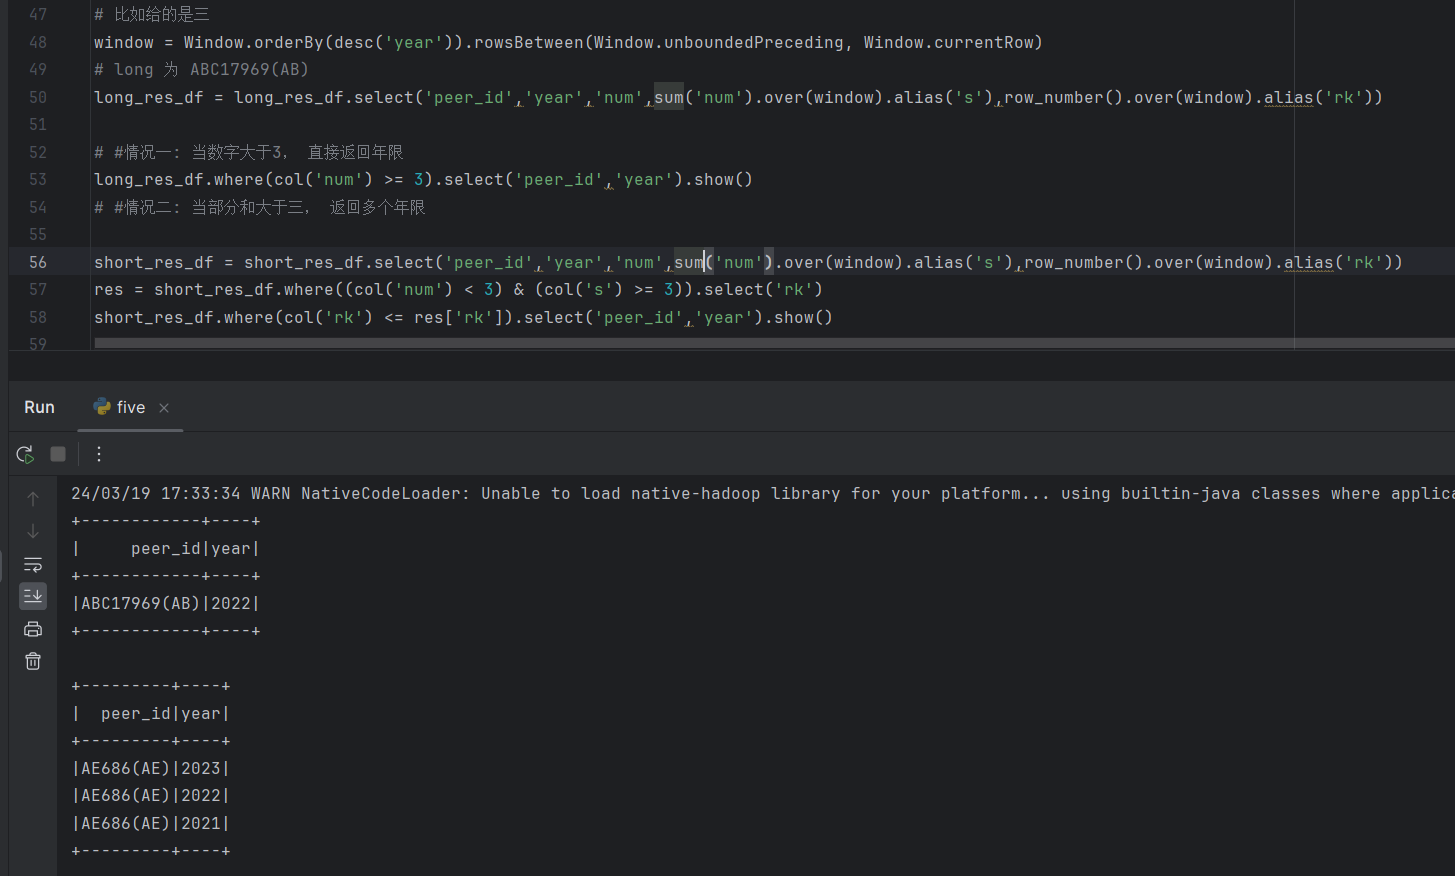 47 # 比如给的是三
48 window = Window.orderBy(desc('year')).rowsBetween(Window.unboundedPreceding, Window.currentRow)
49 # long 为 ABC17969(AB)
50 long_res_df = long_res_df.select('peer_id','year','num',sum('num').over(window).alias('s'),row_number().over(window).alias('rk'))
51
52 # #情况一: 当数字大于3, 直接返回年限
53 long_res_df.where(col('num') >= 3).select('peer_id','year').show()
54 # #情况二: 当部分和大于三, 返回多个年限
55
56 short_res_df = short_res_df.select('peer_id','year','num',sum('num').over(window).alias('s'),row_number().over(window).alias('rk'))
57 res = short_res_df.where((col('num') < 3) & (col('s') >= 3)).select('rk')
58 short_res_df.where(col('rk') <= res['rk']).select('peer_id','year').show()
59
Run five ×
24/03/19 17:33:34 WARN NativeCodeLoader: Unable to load native-hadoop library for your platform... using builtin-java classes where applica
+------------+----+
|     peer_id|year|
+------------+----+
|ABC17969(AB)|2022|
+------------+----+
+---------+----+
|  peer_id|year|
+---------+----+
|AE686(AE)|2023|
|AE686(AE)|2022|
|AE686(AE)|2021|
+---------+----+